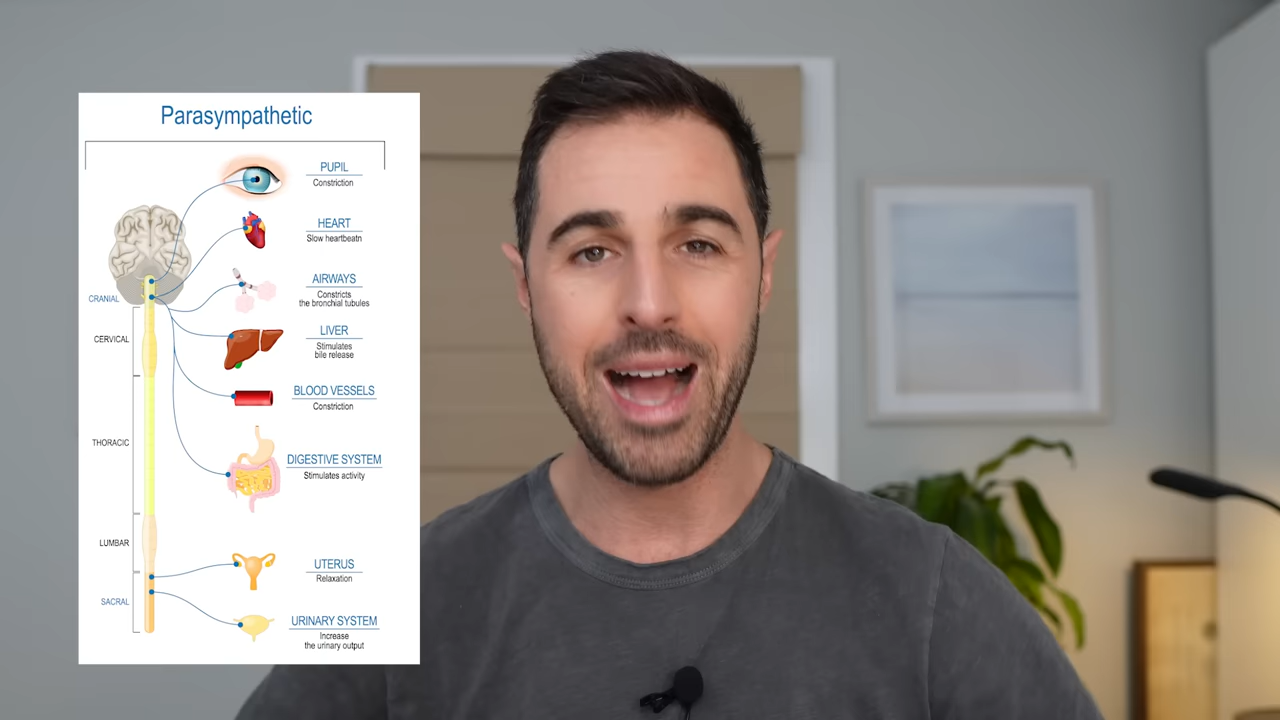 Parasympathetic
PUPIL
Constriction
HEART
Slow heartbeatn
AIRWAYS
Constricts
the bronchial tubules
LIVER
Stimulates
bile release
BLOOD VESSELS
Constriction
DIGESTIVE SYSTEM
Stimulates activity
UTERUS
Relaxation
URINARY SYSTEM
Increase
the urinary output
CRANIAL
CERVICAL
THORACIC
LUMBAR
SACRAL